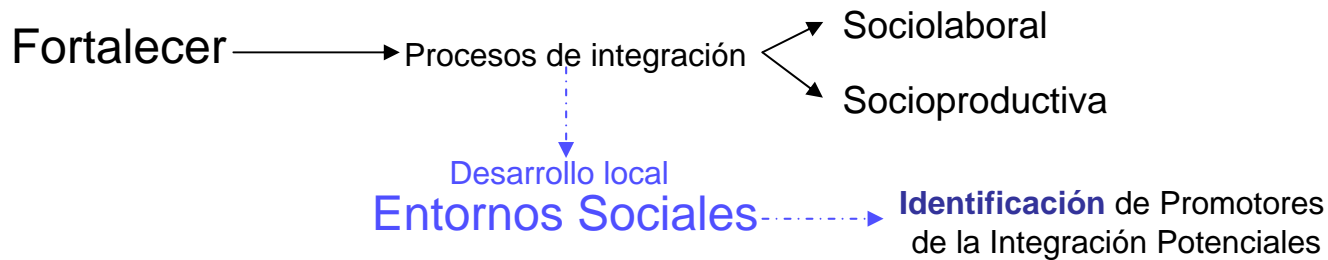 Fortalecer
Procesos de integración
Sociolaboral
Socioproductiva
Desarrollo local
Entornos Sociales
Identificación de Promotores
de la Integración Potenciales